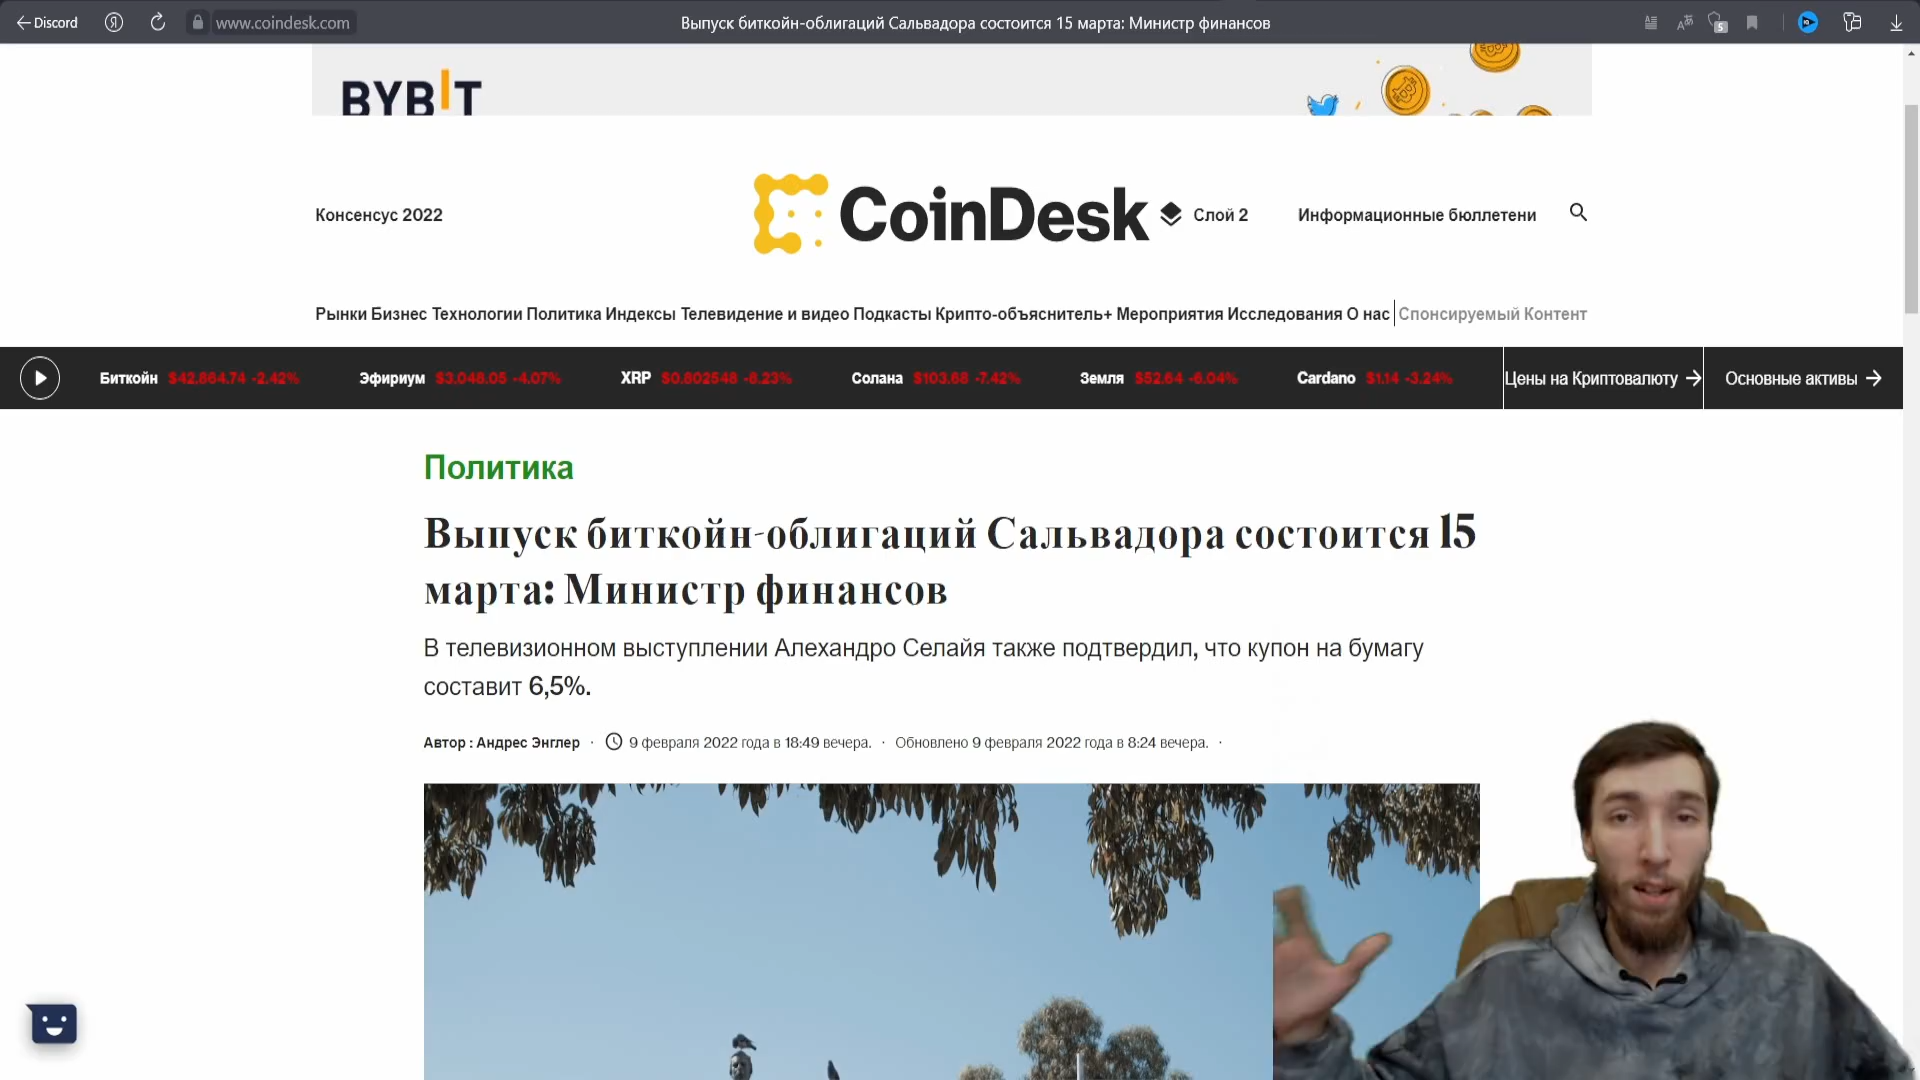 Discord
www.coindesk.com
Выпуск биткойн-облигаций Сальвадора состоится 15 марта: Министр финансов
BYBIT
Консенсус 2022
CoinDesk
Слой 2
Информационные бюллетени
Рынки Бизнес Технологии Политика Индексы Телевидение и видео Подкасты Крипто-объяснитель+ Мероприятия Исследования О нас
Спонсируемый Контент
Биткойн $42,864.74 -2.42%
Эфириум $3,048.05 -4.07%
XRP $0.802548 -8.23%
Солана $103.68 -7.42%
Земля $52.64 -6.04%
Cardano $1.14 -3.24%
Цены на Криптовалюту
Основные активы
Политика
Выпуск биткойн-облигаций Сальвадора состоится 15
марта: Министр финансов
В телевизионном выступлении Алехандро Селайя также подтвердил, что купон на бумагу
составит 6,5%.
Автор : Андрес Энглер · 9 февраля 2022 года в 18:49 вечера. · Обновлено 9 февраля 2022 года в 8:24 вечера. ·